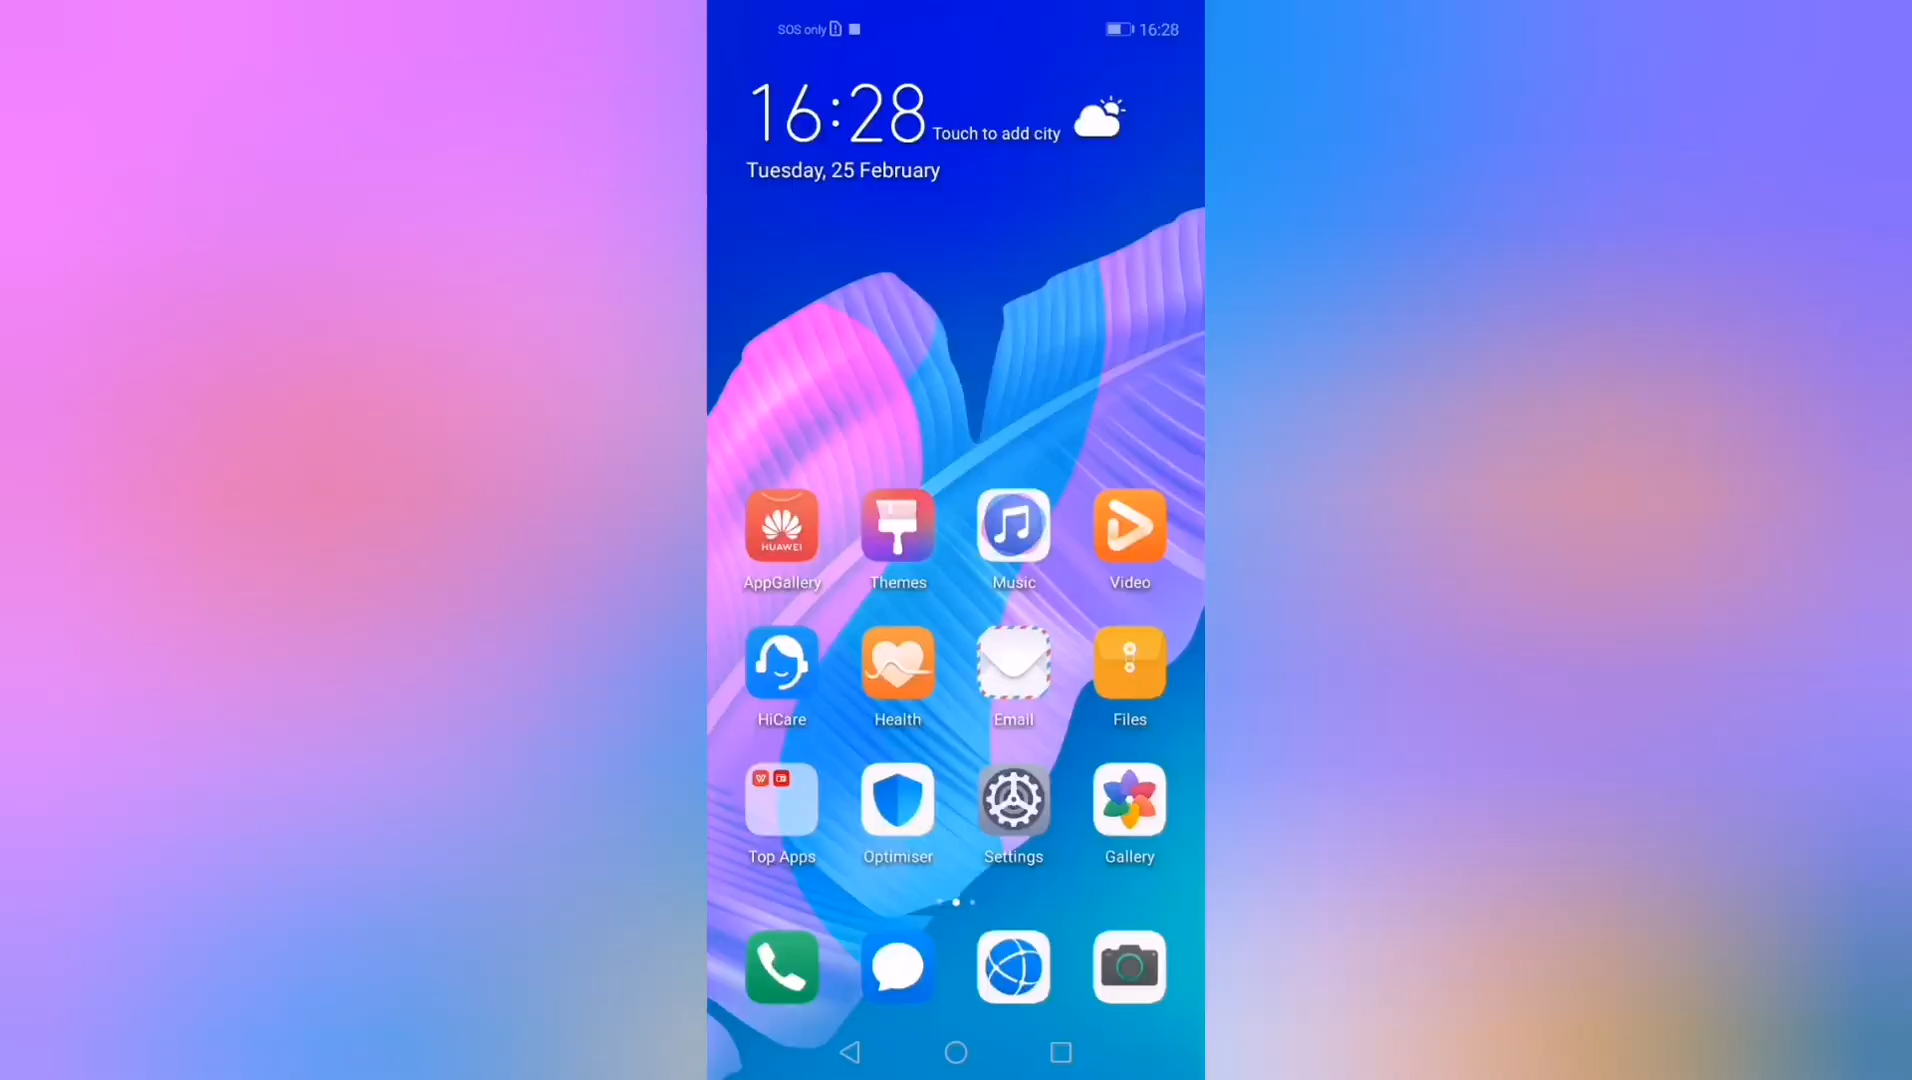 SOS only
16:28
16:28 Touch to add city
Tuesday, 25 February
HUAWEI
AppGallery Themes Music Video
HiCare Health Email Files
Top Apps Optimiser Settings Gallery